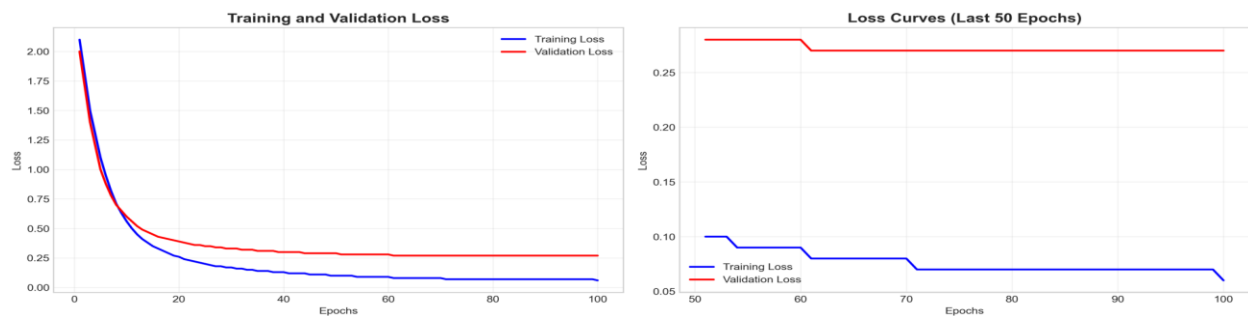 Training and Validation Loss
Training Loss
Validation Loss
2.00
1.75
1.50
1.25
1.00
0.75
0.50
0.25
0.00
Loss
0 20 40 60 80 100
Epochs
Loss Curves (Last 50 Epochs)
0.25
0.20
0.15
0.10
0.05
Loss
Training Loss
Validation Loss
50 60 70 80 90 100
Epochs